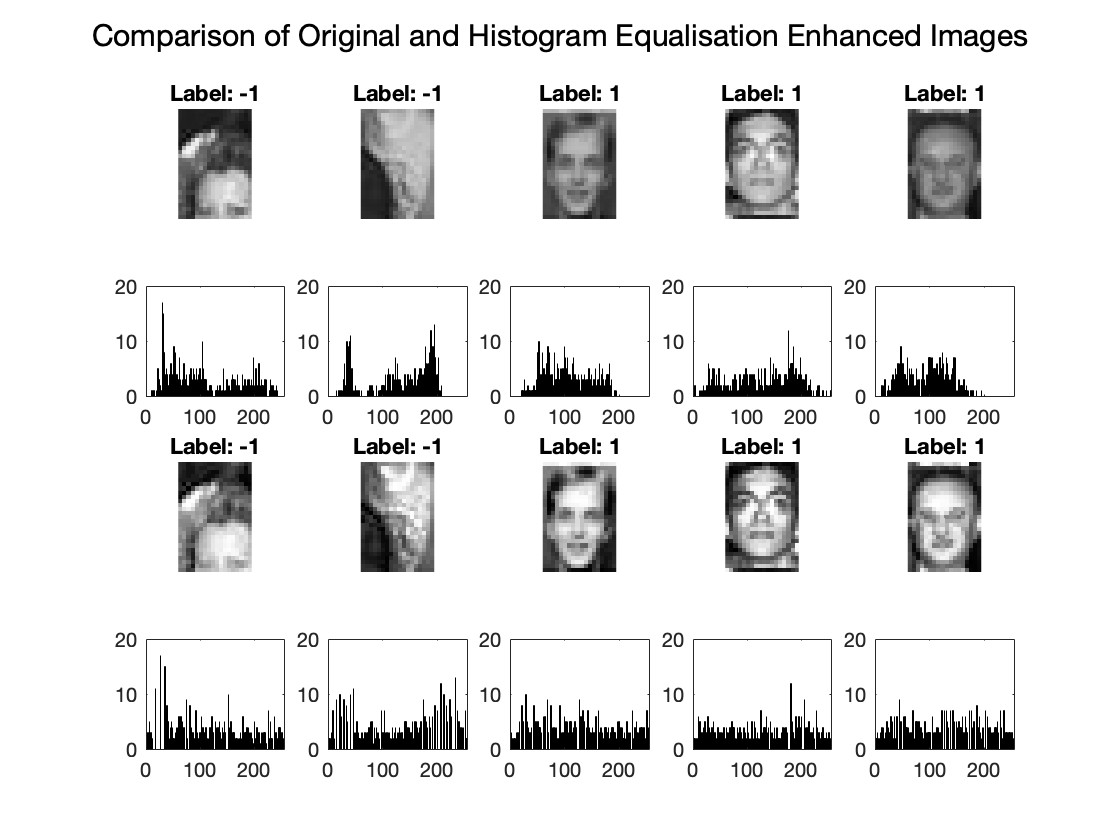 Comparison of Original and Histogram Equalisation Enhanced Images
Label: -1 Label: -1 Label: 1 Label: 1 Label: 1
20 20 20 20 20
10 10 10 10 10
0 0 0 0 0
0 100 200 0 100 200 0 100 200 0 100 200 0 100 200
Label: -1 Label: -1 Label: 1 Label: 1 Label: 1
20 20 20 20 20
10 10 10 10 10
0 0 0 0 0
0 100 200 0 100 200 0 100 200 0 100 200 0 100 200